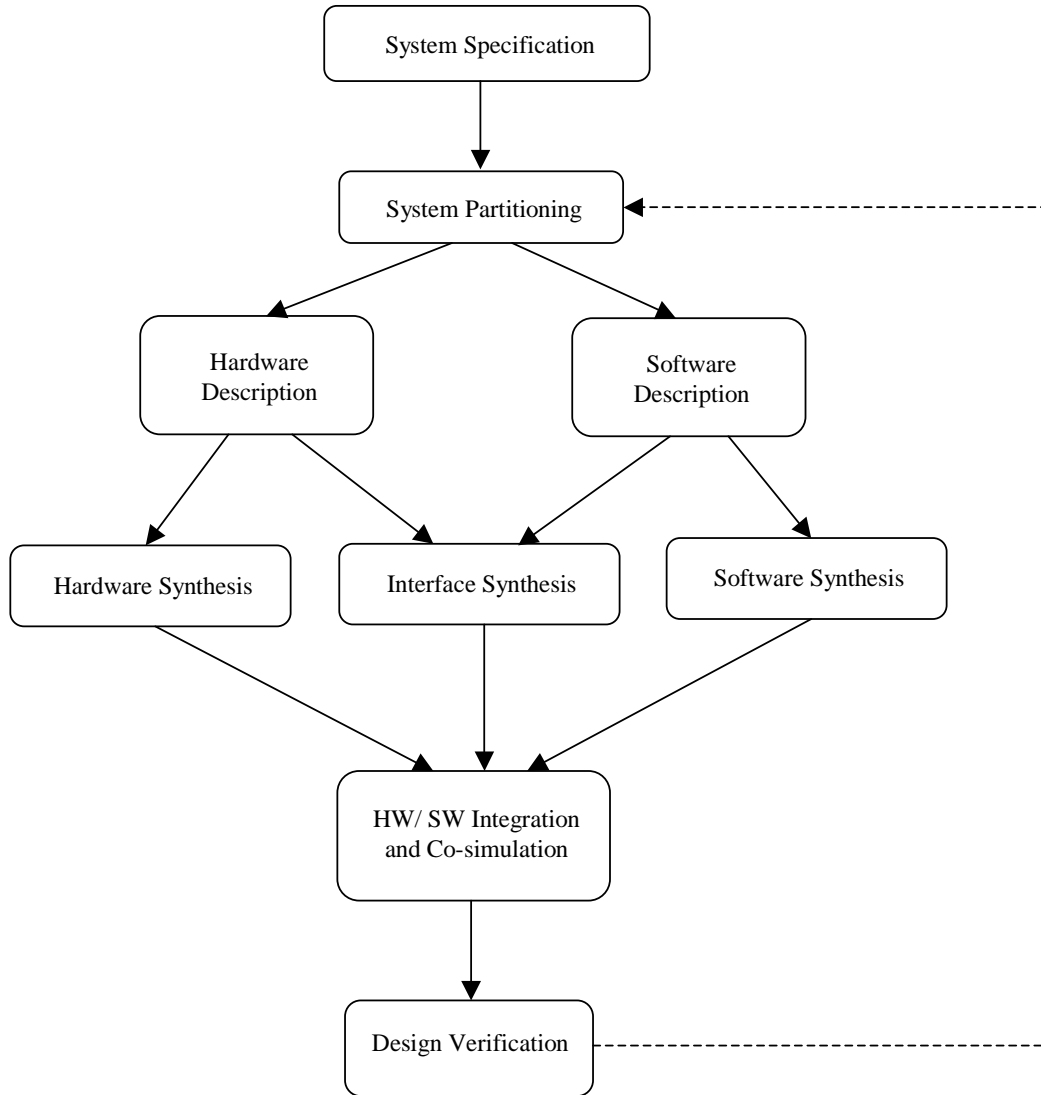 System Specification
System Partitioning
Hardware
Description
Software
Description
Hardware Synthesis
Interface Synthesis
Software Synthesis
HW/ SW Integration
and Co-simulation
Design Verification